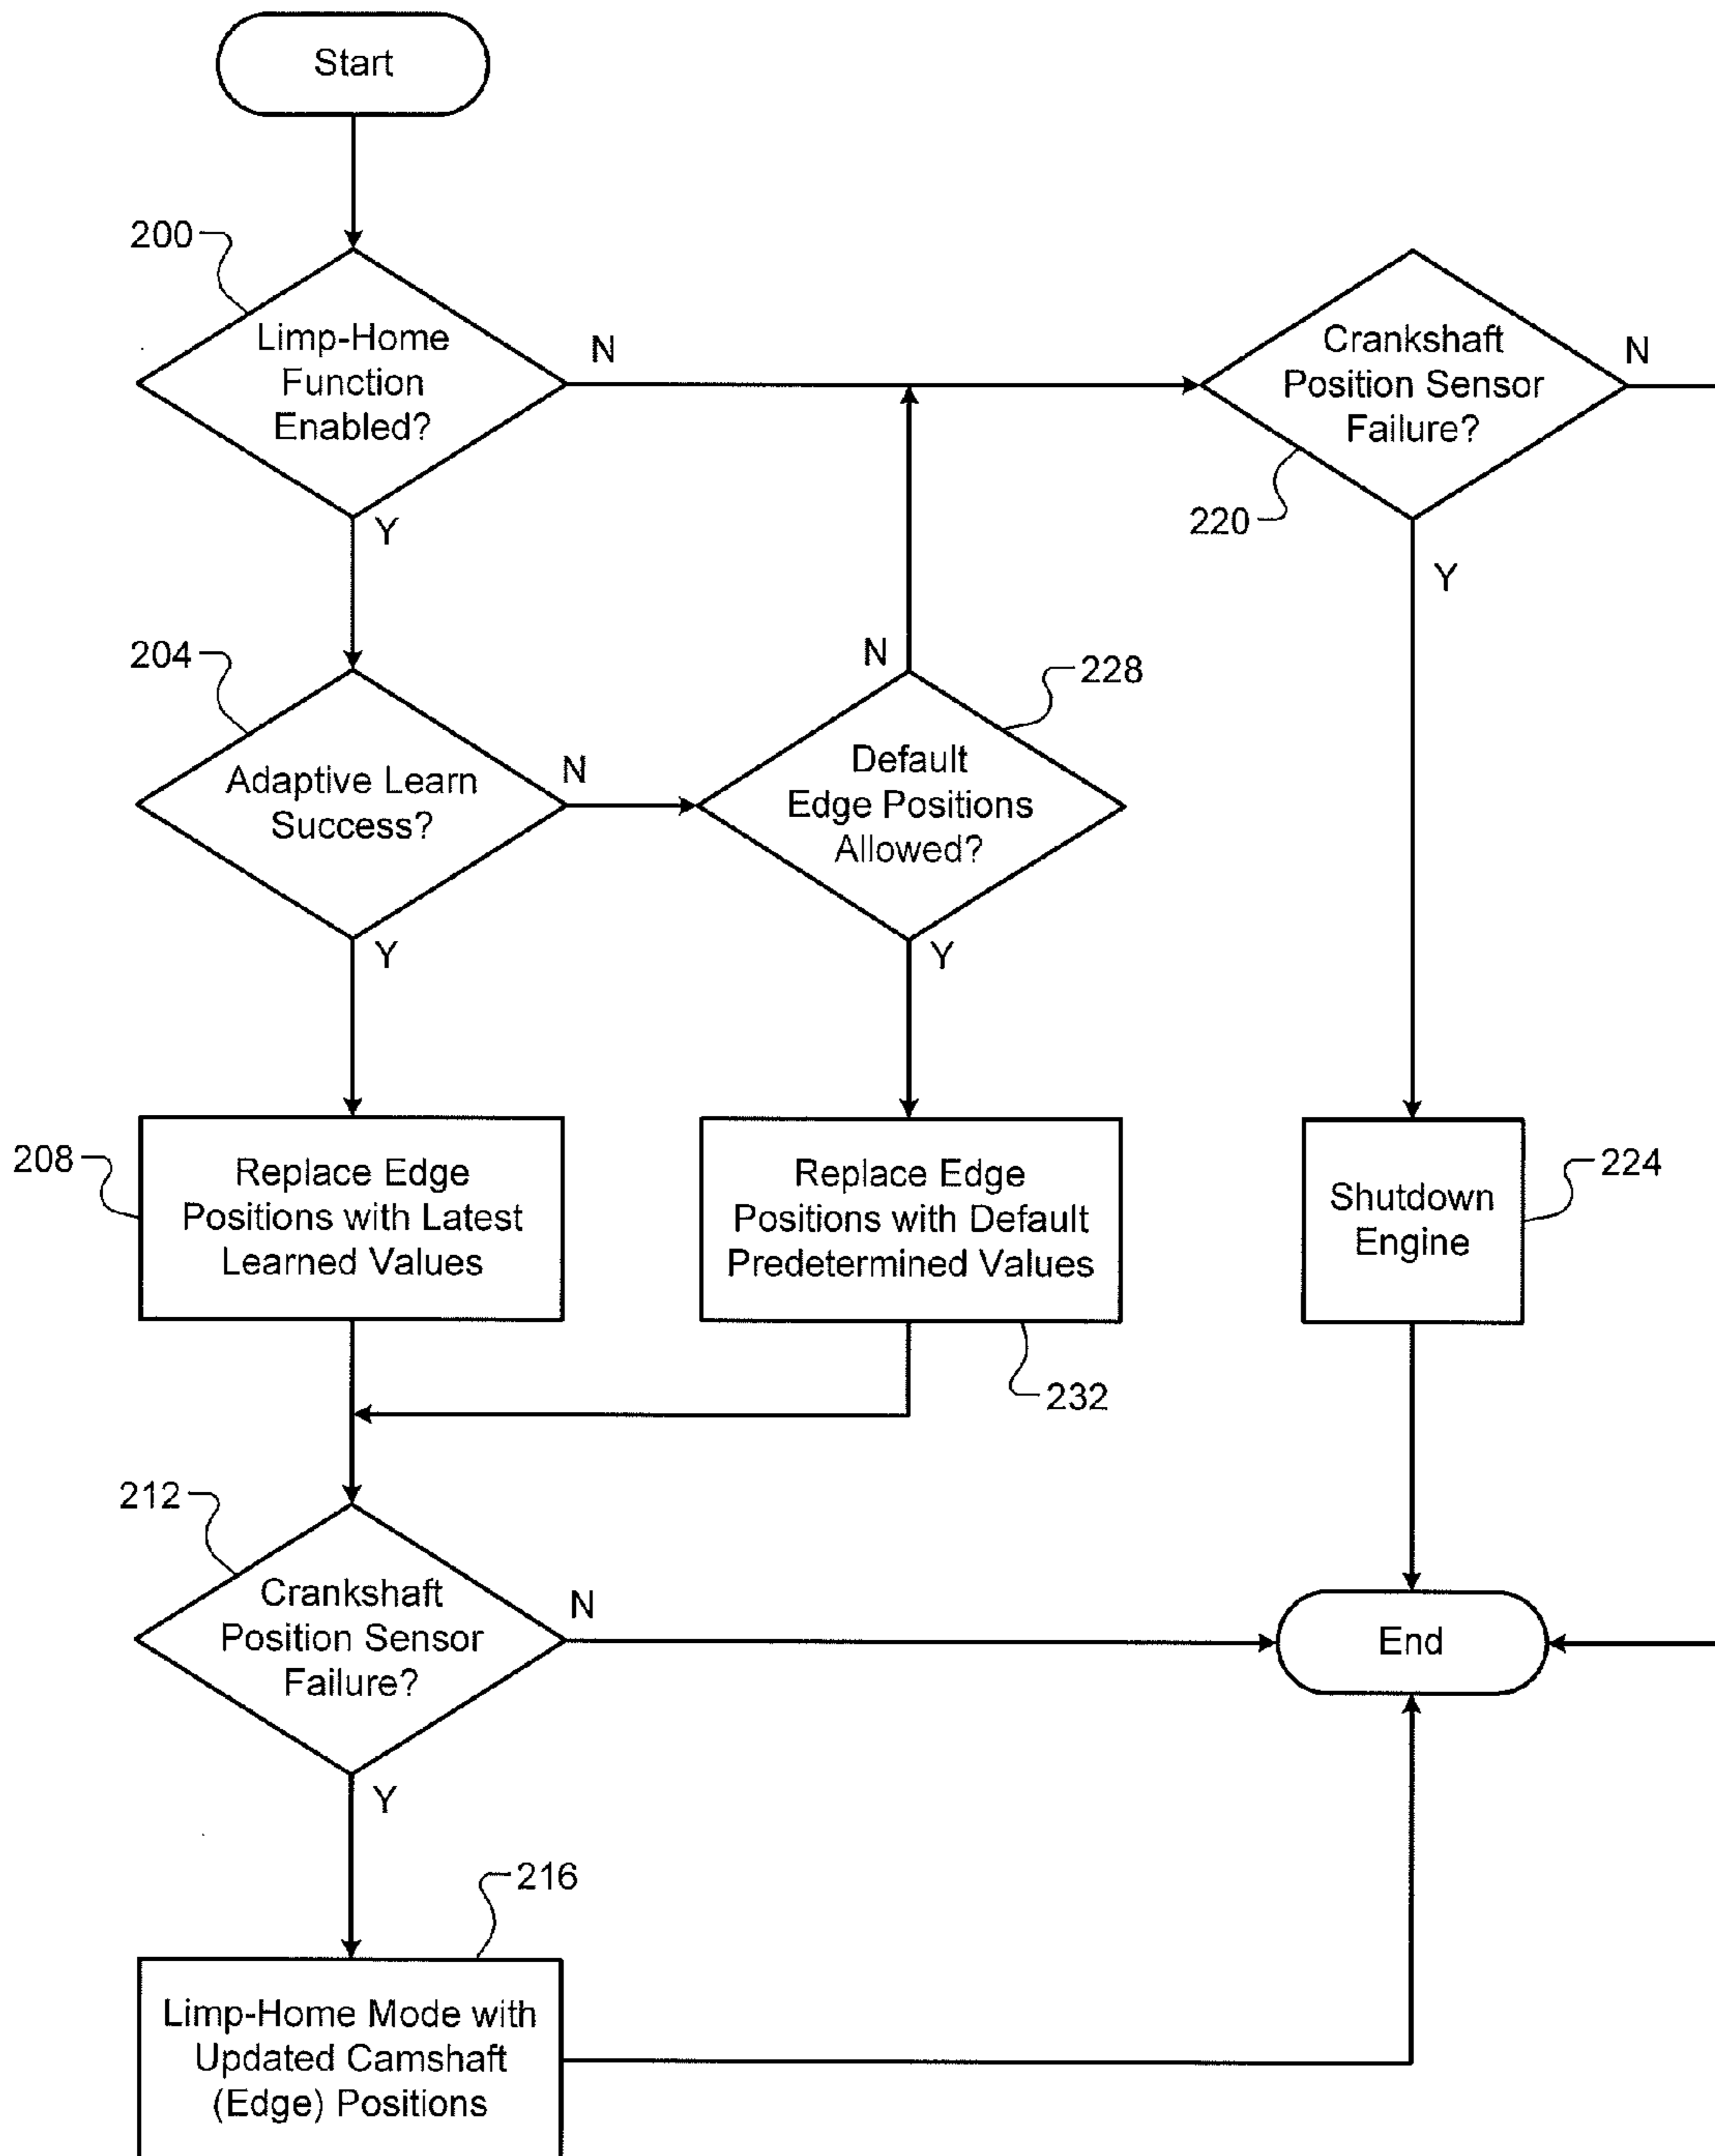 Start
200
Limp-Home
Function
Enabled?
N
Y
Crankshaft
Position Sensor
Failure?
N
220
Y
204
Adaptive Learn
Success?
N
Y
N
228
Default
Edge Positions
Allowed?
Y
208
Replace Edge
Positions with Latest
Learned Values
Replace Edge
Positions with Default
Predetermined Values
232
Shutdown
Engine
224
212
Crankshaft
Position Sensor
Failure?
N
Y
End
216
Limp-Home Mode with
Updated Camshaft
(Edge) Positions